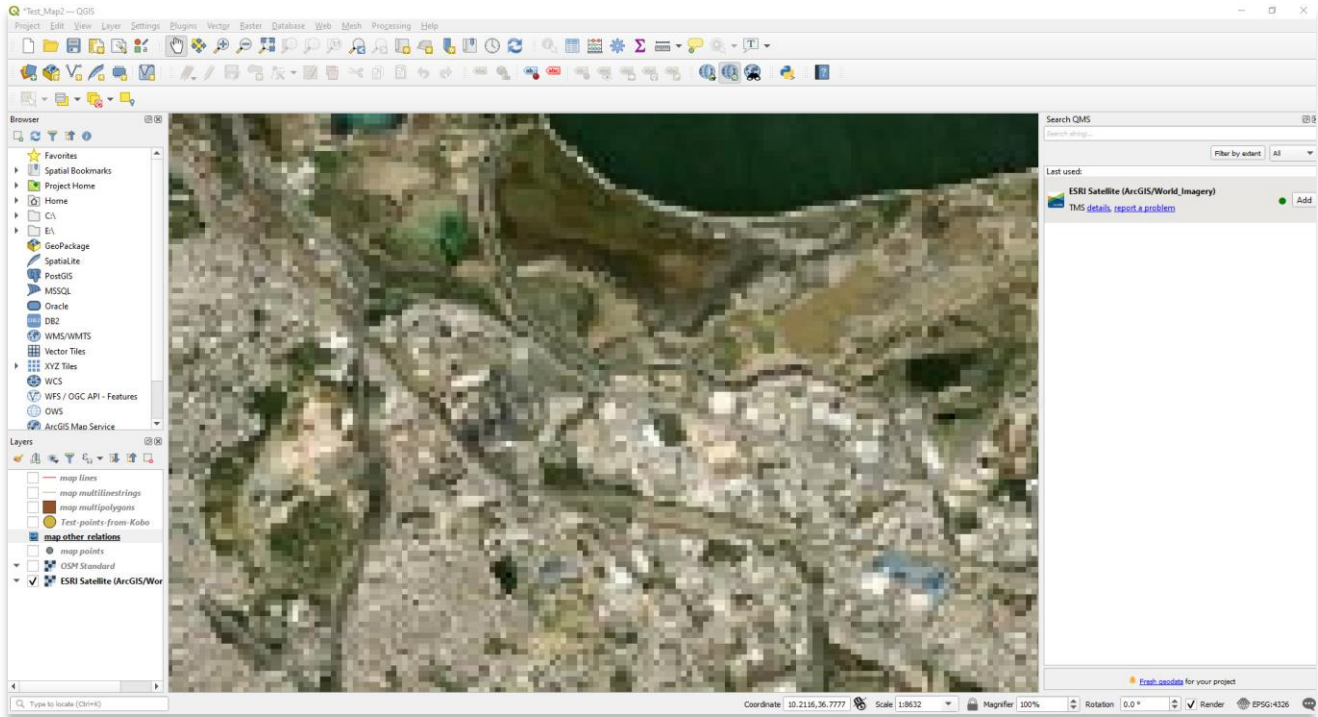 *Test_Map2 — QGIS
Project Edit View Layer Settings Plugins Vector Raster Database Web Mesh Processing Help
Browser
Favorites
Spatial Bookmarks
Project Home
Home
C:\
E:\
GeoPackage
SpatiaLite
PostGIS
MSSQL
Oracle
DB2
WMS/WMTS
Vector Tiles
XYZ Tiles
WCS
WFS / OGC API - Features
OWS
ArcGIS Map Service
Layers
map lines
map multilinestrings
map multipolygons
Test-points-from-Kobo
map other_relations
map points
OSM Standard
ESRI Satellite (ArcGIS/Wor
Search QMS
Search string...
Filter by extent All
Last used:
ESRI Satellite (ArcGIS/World_Imagery)
TMS details, report a problem
Add
Fresh geodata for your project
Type to locate (Ctrl+K) Coordinate 10.2116,36.7777 Scale 1:8632 Magnifier 100% Rotation 0.0 ° Render EPSG:4326